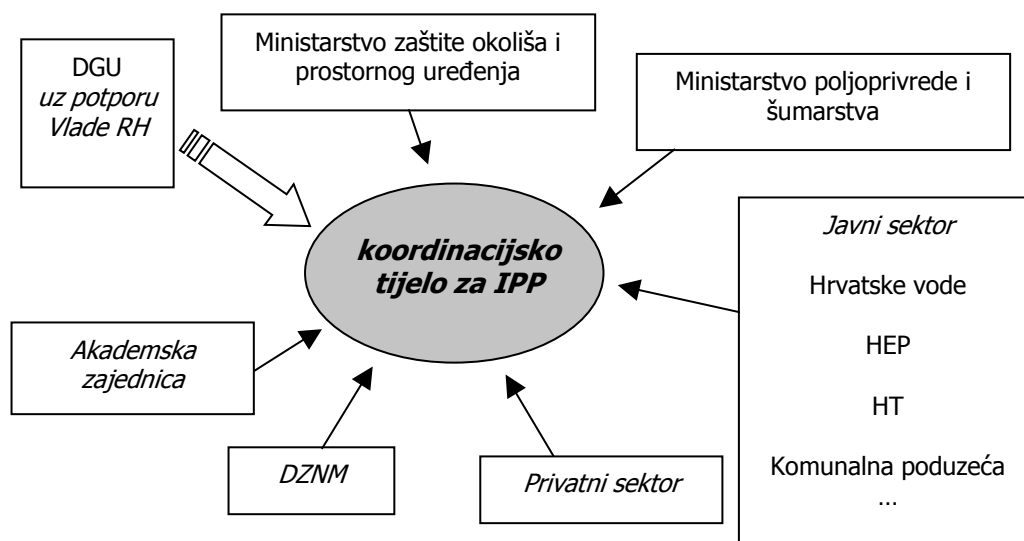 DGU
uz potporu
Vlade RH
Ministarstvo zaštite okoliša i
prostornog uređenja
Ministarstvo poljoprivrede i
šumarstva
koordinacijsko
tijelo za IPP
Javni sektor
Hrvatske vode
HEP
HT
Komunalna poduzeća
...
Akademska
zajednica
DZNM
Privatni sektor